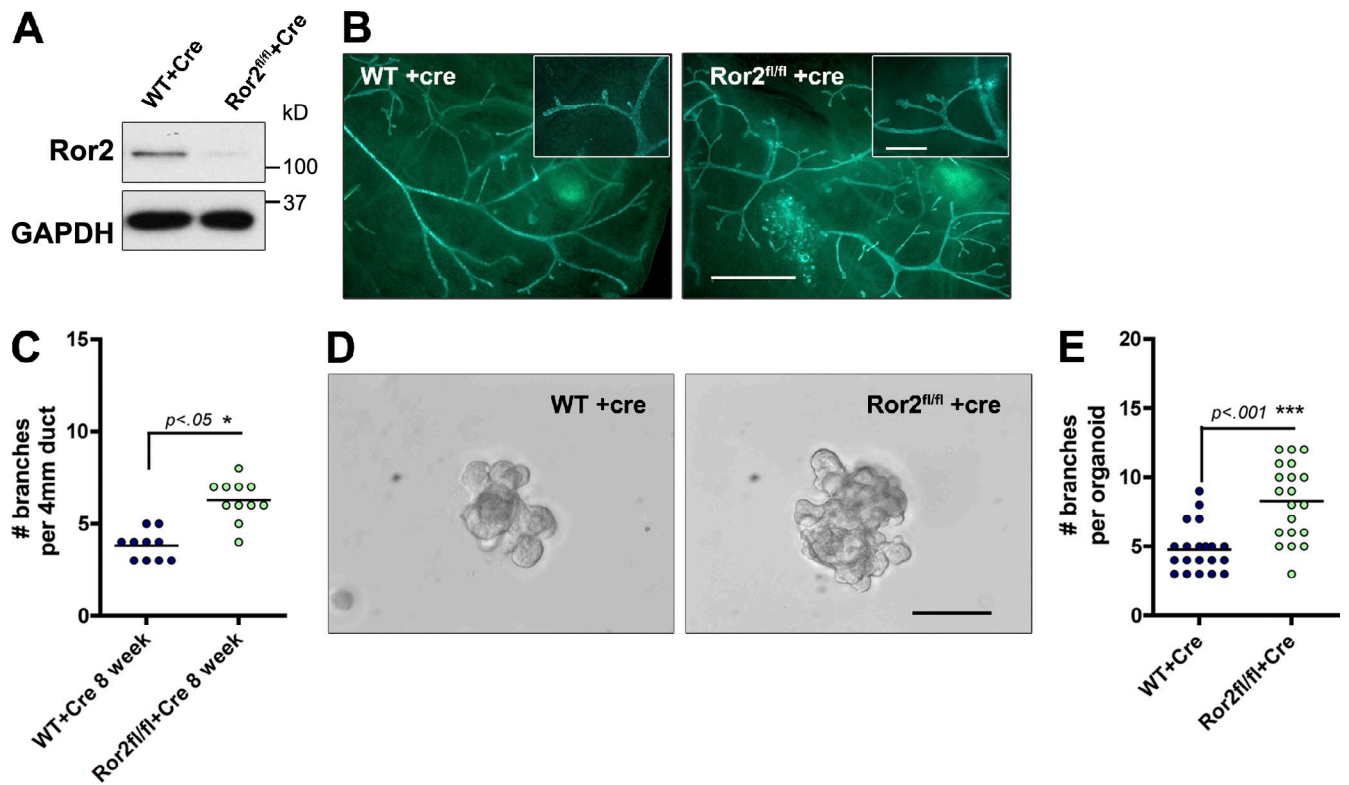 A
WT+Cre
Ror2fl/fl+Cre
kD
Ror2
100
37
GAPDH
B
WT +cre
Ror2fl/fl +cre
C
15
10
5
0
# branches
per 4mm duct
p<.05 *
WT+Cre 8 week
Ror2fl/fl+Cre 8 week
D
WT +cre
Ror2fl/fl +cre
E
20
15
10
5
0
# branches
per organoid
p<.001 ***
WT+Cre
Ror2fl/fl+Cre